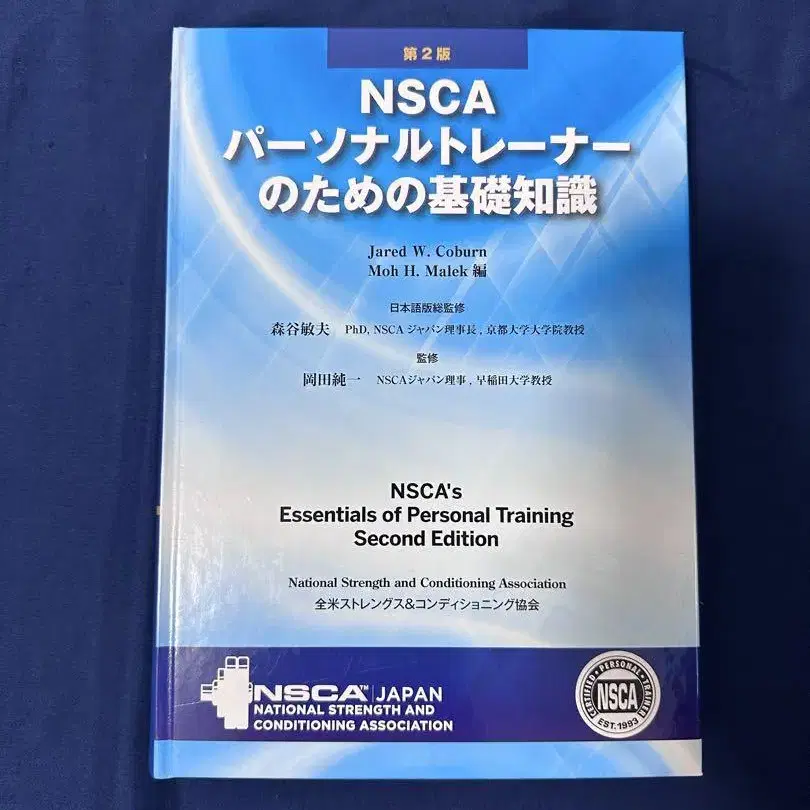 第2版
NSCA
パーソナルトレーナー
のための基礎知識
Jared W. Coburn
Moh H. Malek 編
日本語版総監修
森谷敏夫 PhD, NSCA ジャパン理事長, 京都大学大学院教授
監修
岡田純一 NSCAジャパン理事, 早稲田大学教授
NSCA's
Essentials of Personal Training
Second Edition
National Strength and Conditioning Association
全米ストレングス&コンディショニング協会
NSCA™ JAPAN
NATIONAL STRENGTH AND
CONDITIONING ASSOCIATION
CERTIFIED • PERSONAL • TRAINER
NSCA
EST. 1993